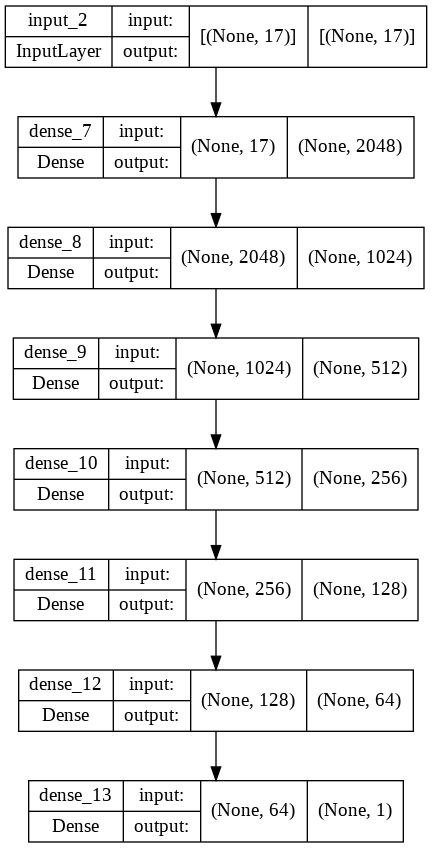 input_2 input: [(None, 17)] [(None, 17)]
InputLayer output:
dense_7 input: (None, 17) (None, 2048)
Dense output:
dense_8 input: (None, 2048) (None, 1024)
Dense output:
dense_9 input: (None, 1024) (None, 512)
Dense output:
dense_10 input: (None, 512) (None, 256)
Dense output:
dense_11 input: (None, 256) (None, 128)
Dense output:
dense_12 input: (None, 128) (None, 64)
Dense output:
dense_13 input: (None, 64) (None, 1)
Dense output: